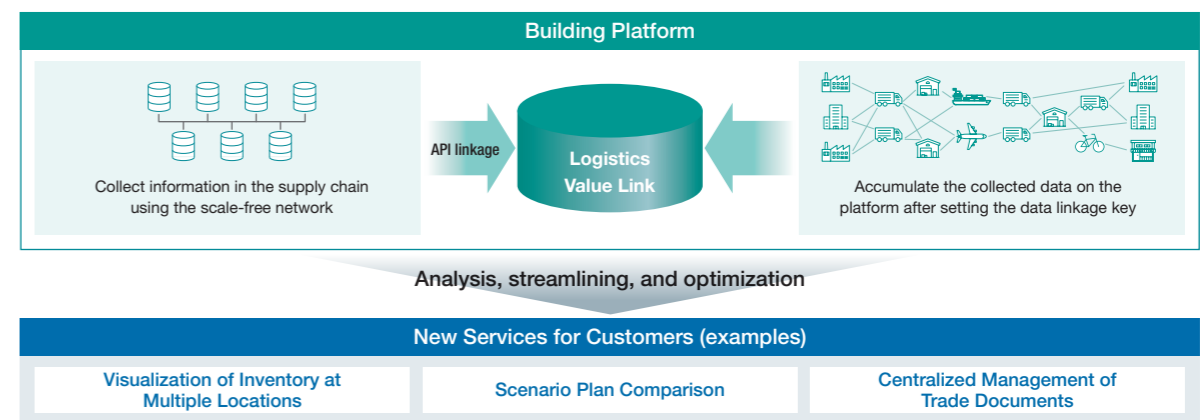 Building Platform
Collect information in the supply chain
using the scale-free network
API linkage
Logistics
Value Link
Accumulate the collected data on the
platform after setting the data linkage key
Analysis, streamlining, and optimization
New Services for Customers (examples)
Visualization of Inventory at
Multiple Locations
Scenario Plan Comparison
Centralized Management of
Trade Documents